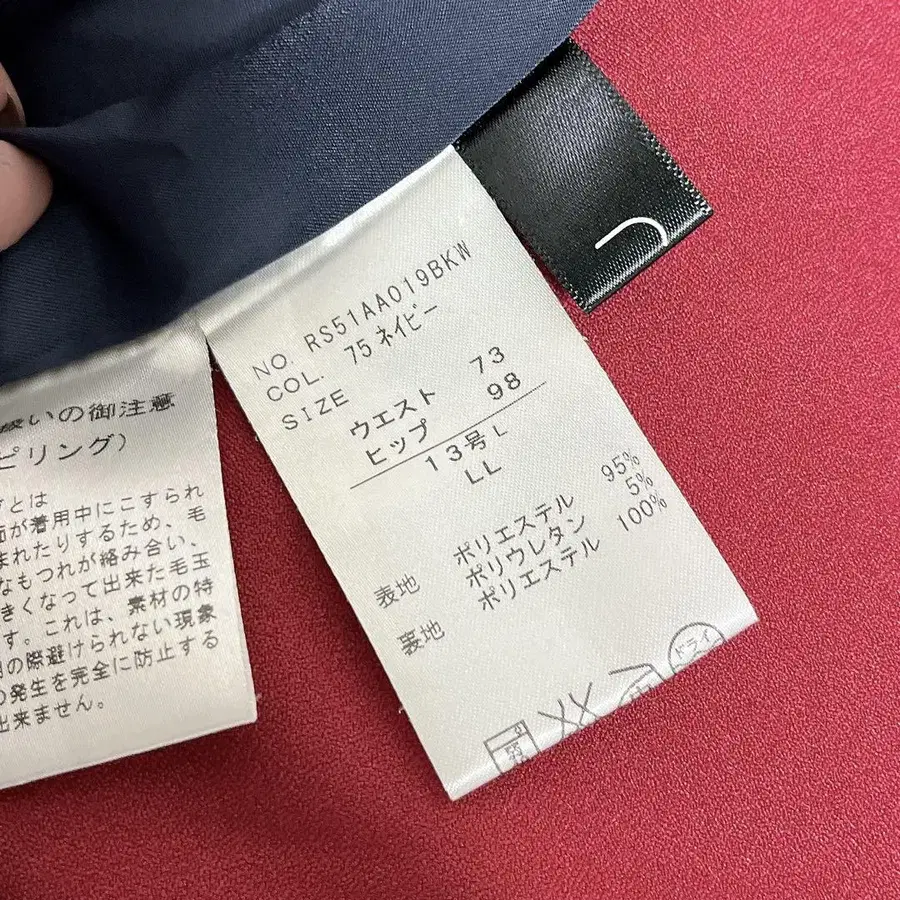 NO. RS51AA019BKW
COL. 75 ネイビー
SIZE
ウエスト 73
ヒップ 98
13号L
LL
表地 ポリエステル 95%
ポリウレタン 5%
裏地 ポリエステル 100%
ドライ
いの御注意
ピリング)
とは
面が着用中にこすられ
まれたりするため、毛
なもつれが絡み合い、
きくなって出来た毛玉
す。これは、素材の特
の際避けられない現象
の発生を完全に防止する
出来ません。